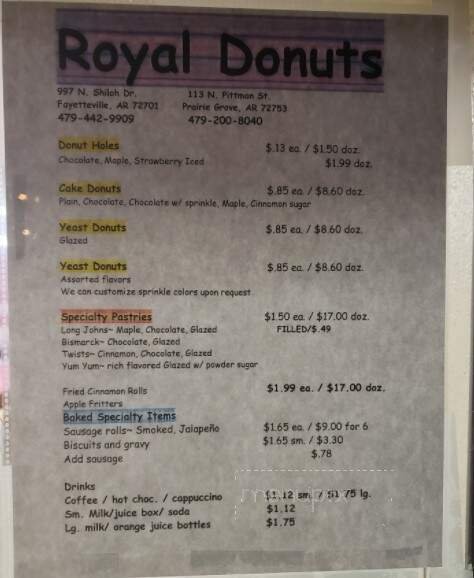 Royal Donuts
997 N. Shiloh Dr. 113 N. Pittman St.
Fayetteville, AR 72701 Prairie Grove, AR 72753
479-442-9909 479-200-8040
Donut Holes $.13 ea. / $1.50 doz.
Chocolate, Maple, Strawberry Iced $1.99 doz.
Cake Donuts $.85 ea. / $8.60 doz.
Plain, Chocolate, Chocolate w/ sprinkle, Maple, Cinnamon sugar
Yeast Donuts $.85 ea. / $8.60 doz.
Glazed
Yeast Donuts $.85 ea. / $8.60 doz.
Assorted flavors
We can customize sprinkle colors upon request
Specialty Pastries $1.50 ea. / $17.00 doz.
Long Johns~ Maple, Chocolate, Glazed FILLED/$.49
Bismarck~ Chocolate, Glazed
Twists~ Cinnamon, Chocolate, Glazed
Yum Yum~ rich flavored Glazed w/ powder sugar
Fried Cinnamon Rolls $1.99 ea. / $17.00 doz.
Apple Fritters
Baked Specialty Items
Sausage rolls~ Smoked, Jalapeño $1.65 ea. / $9.00 for 6
Biscuits and gravy $1.65 sm. / $3.30
Add sausage $.78
Drinks
Coffee / hot choc. / cappuccino $1.12 sm. / $1.75 lg.
Sm. Milk/juice box/ soda $1.12
Lg. milk/ orange juice bottles $1.75